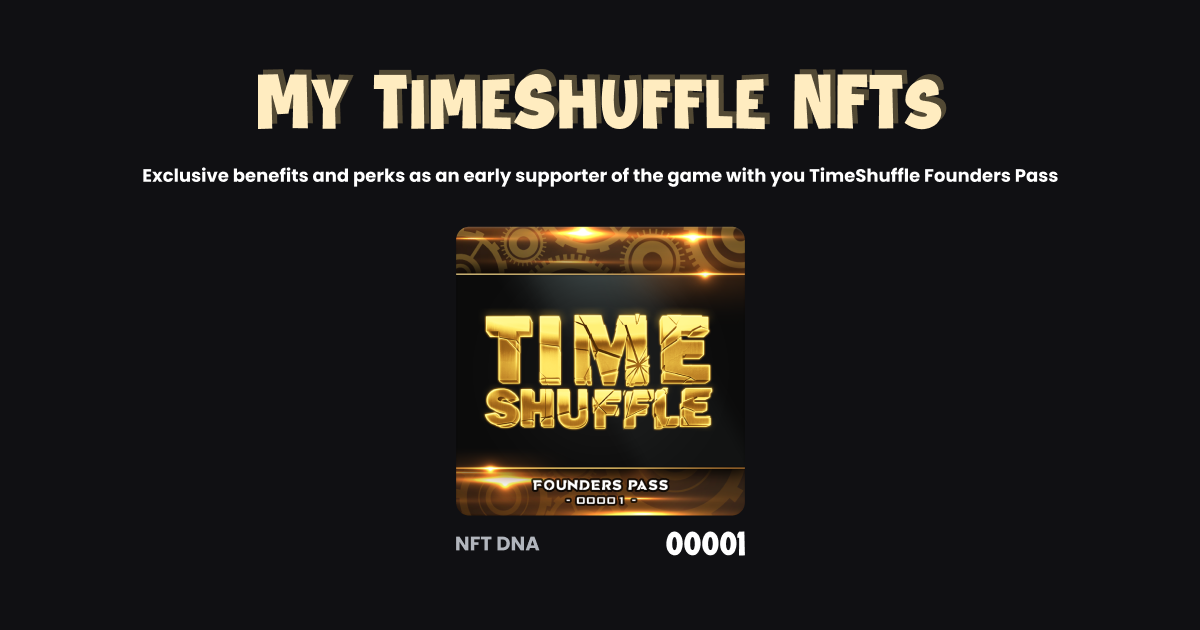 My TimeShuffle NFTs
Exclusive benefits and perks as an early supporter of the game with you TimeShuffle Founders Pass
TIME
SHUFFLE
FOUNDERS PASS
- 00001 -
NFT DNA 00001